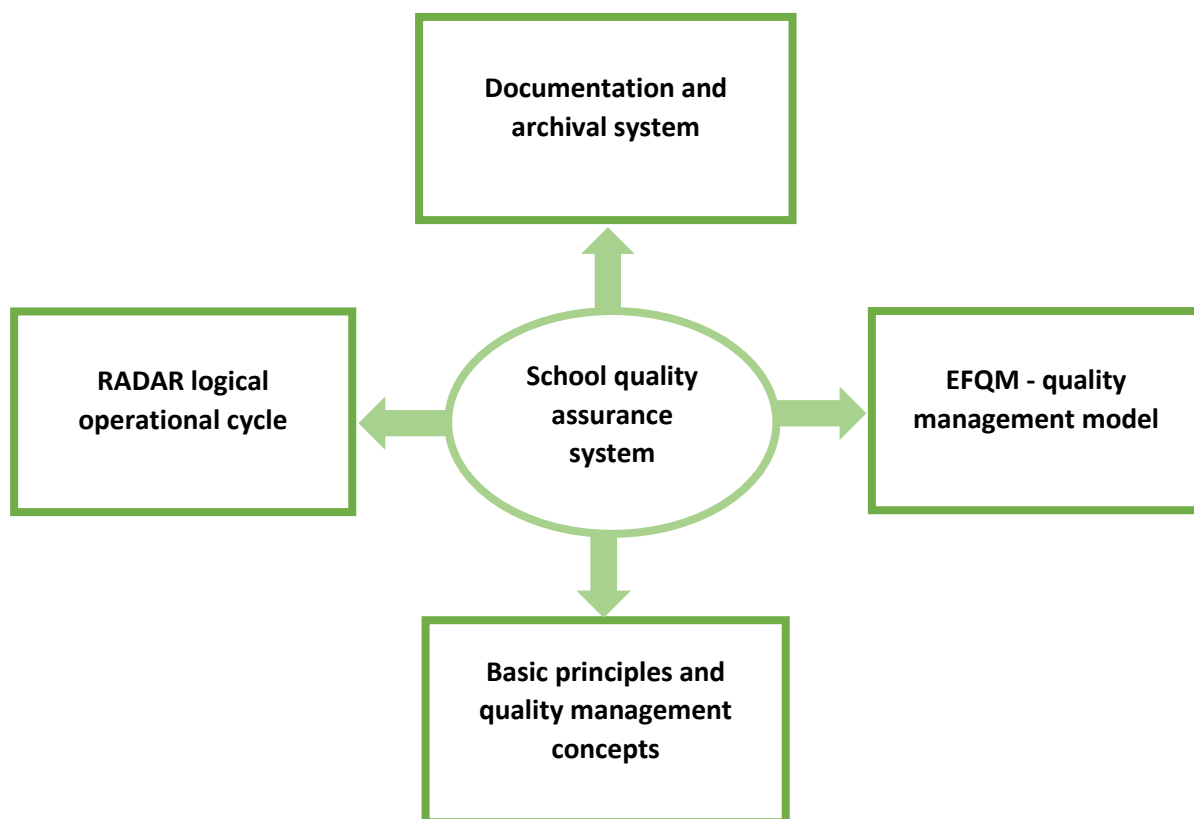 Documentation and
archival system
RADAR logical
operational cycle
School quality
assurance
system
EFQM - quality
management model
Basic principles and
quality management
concepts